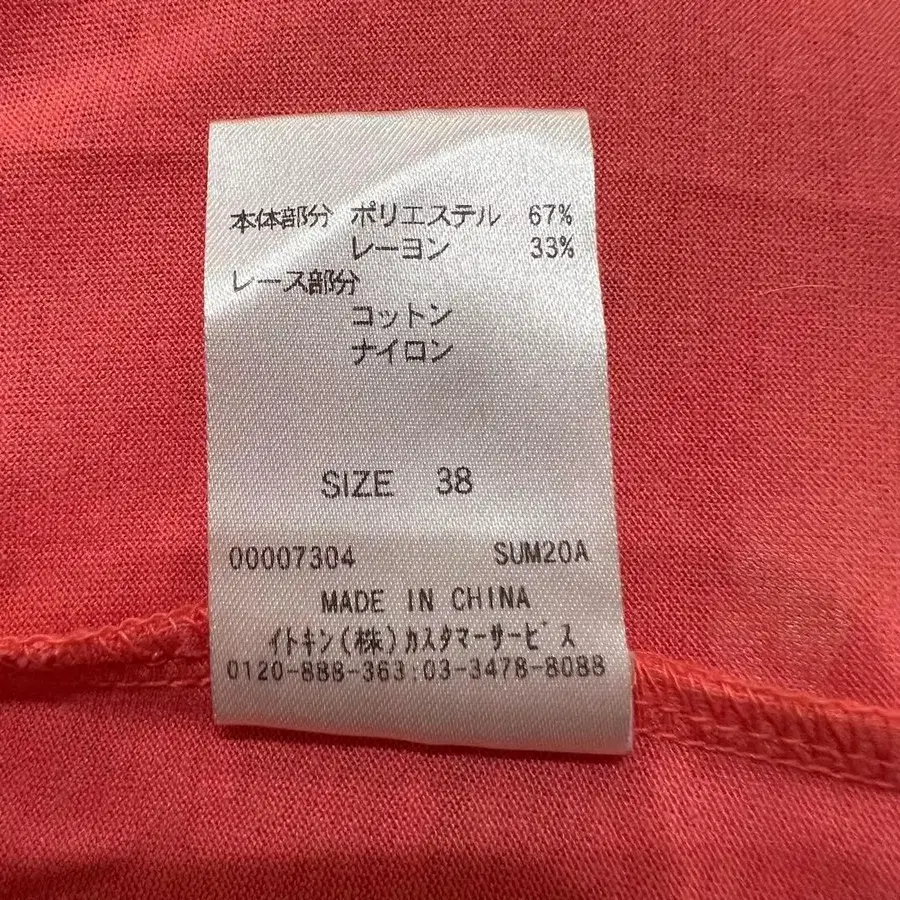 本体部分 ポリエステル 67%
レーヨン 33%
レース部分
コットン
ナイロン
SIZE 38
00007304 SUM20A
MADE IN CHINA
イトキン(株)カスタマーサービス
0120-888-363:03-3478-8088